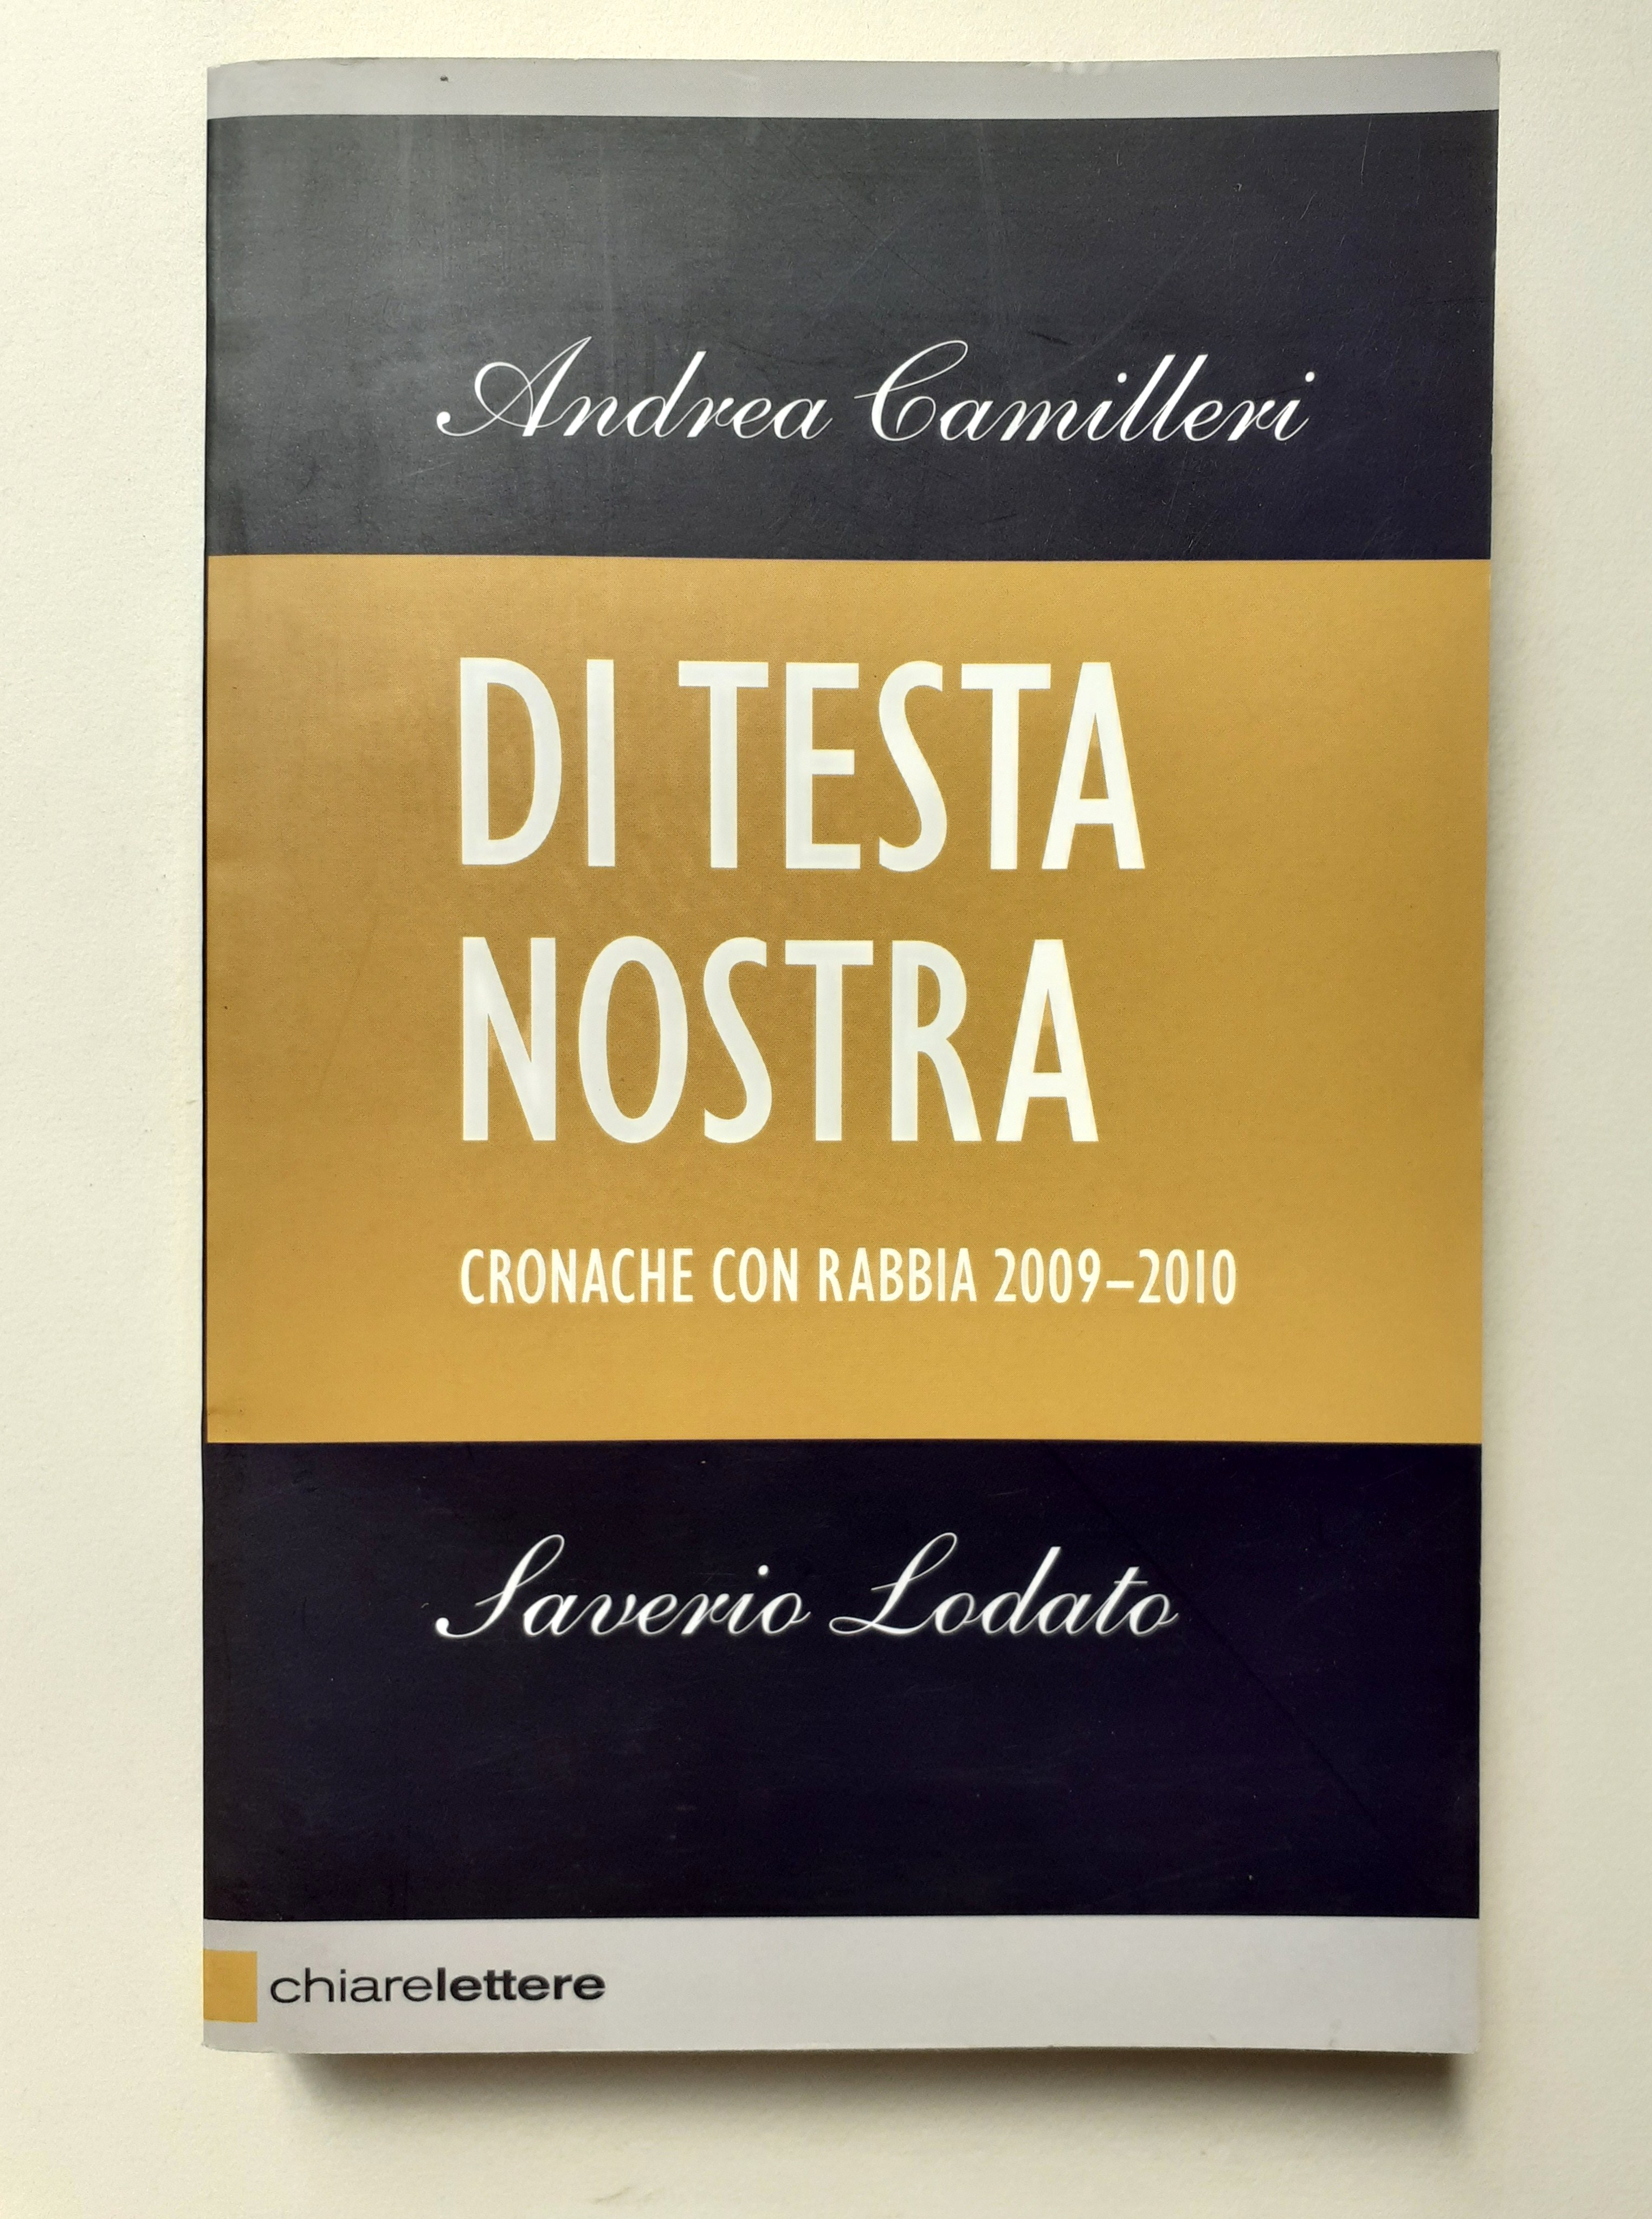 Andrea Camilleri
DI TESTA
NOSTRA
CRONACHE CON RABBIA 2009–2010
Saverio Lodato
chiarelettere